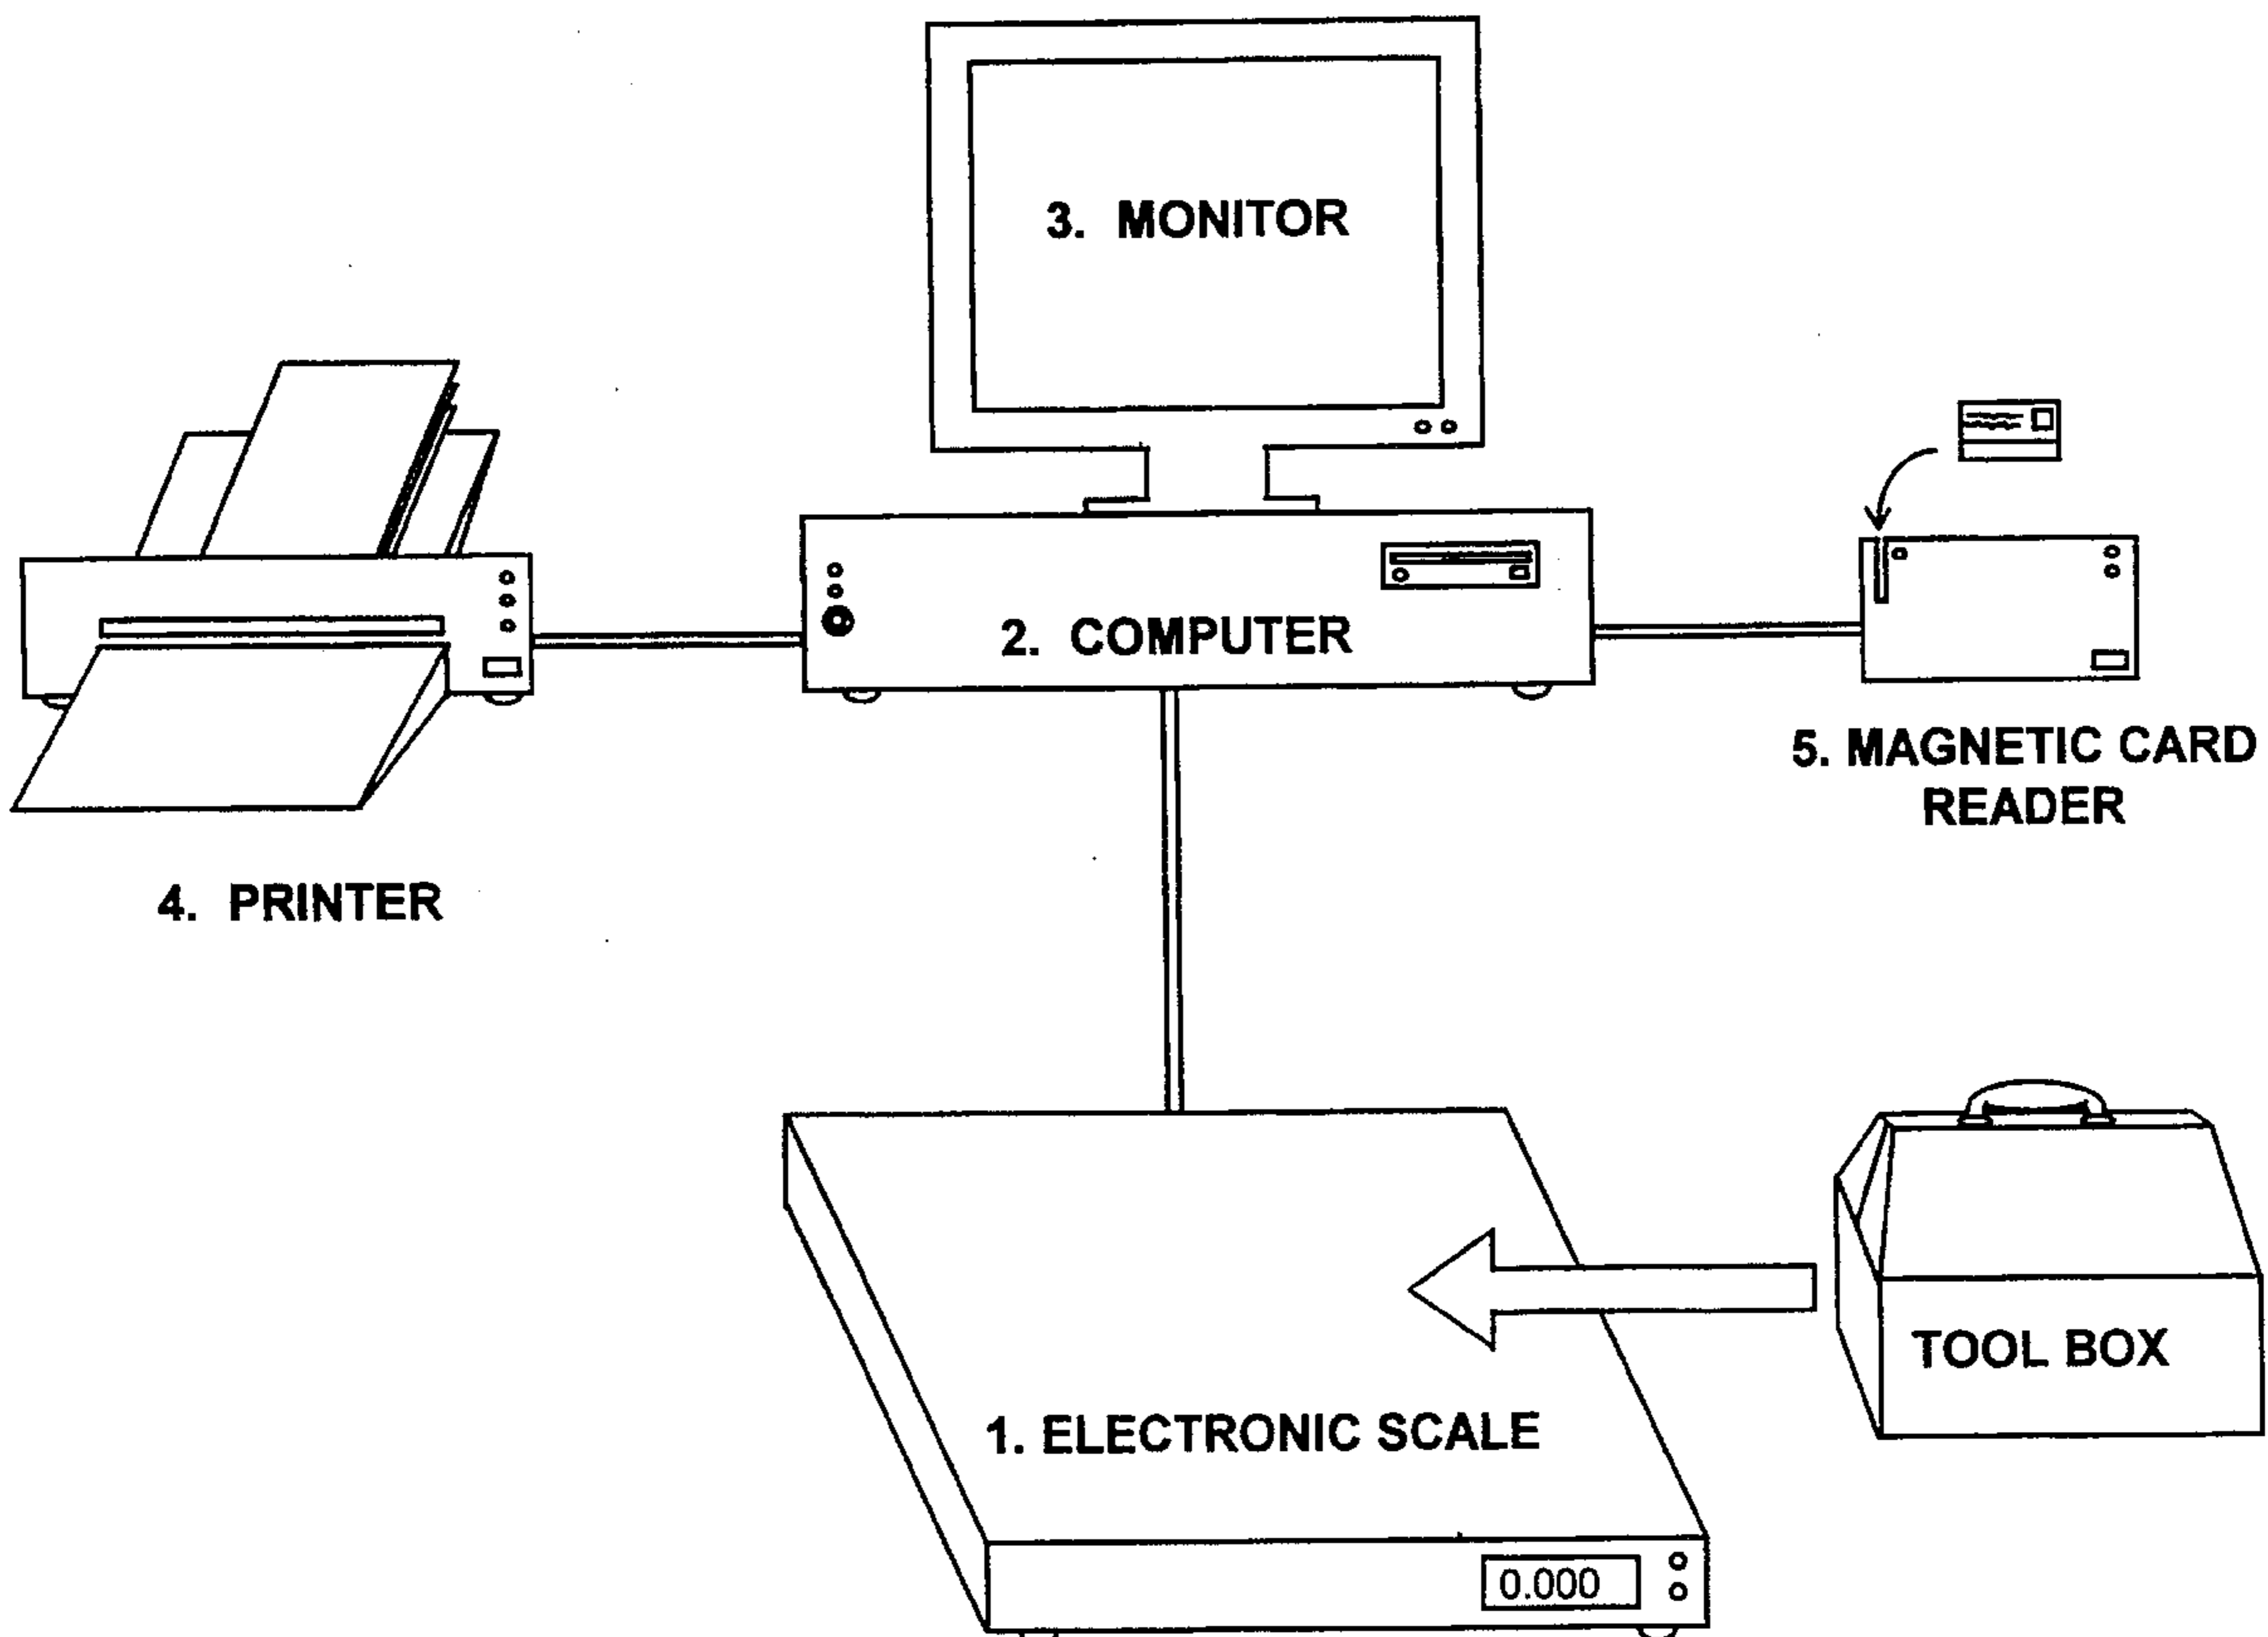 3. MONITOR
2. COMPUTER
5. MAGNETIC CARD
READER
4. PRINTER
TOOL BOX
1. ELECTRONIC SCALE
0.000